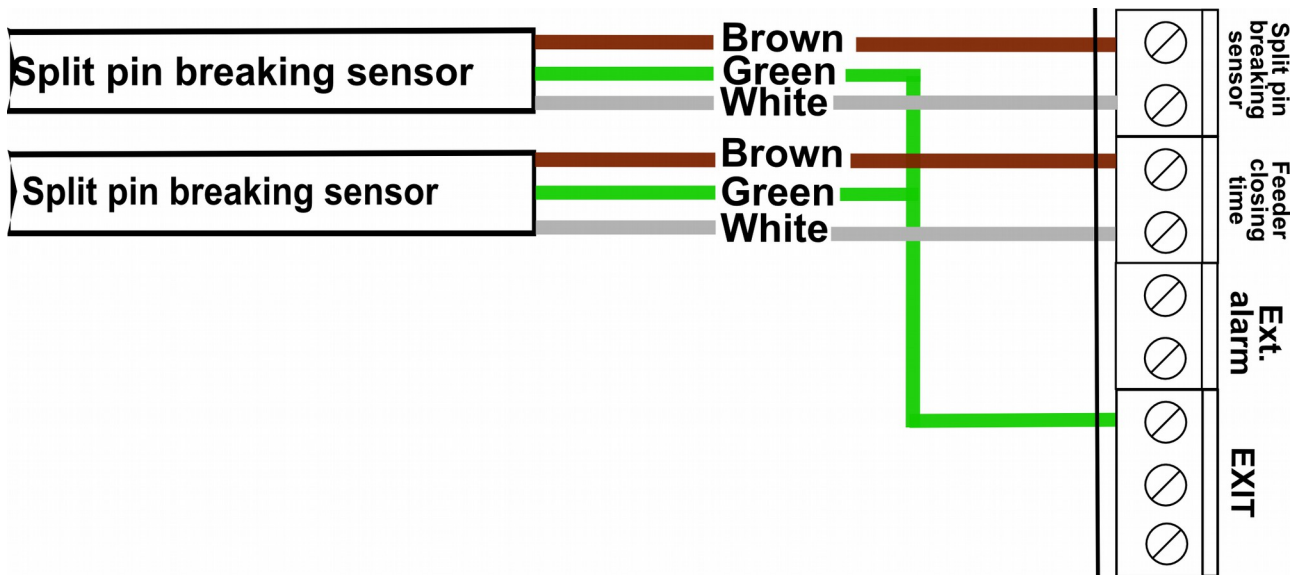 Split pin breaking sensor
Brown
Green
White
Split pin breaking sensor
Brown
Green
White
Split pin
breaking
sensor
Feeder
closing
time
Ext.
alarm
EXIT